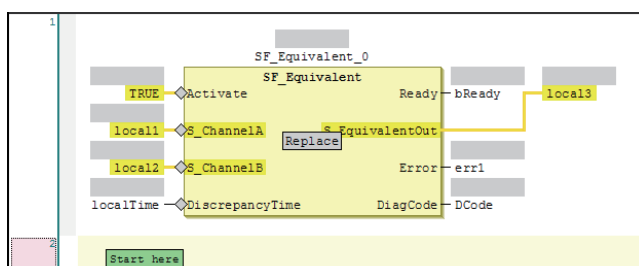 1
SF_Equivalent_0
SF_Equivalent
TRUE Activate Ready bReady local3
local1 S_ChannelA S_EquivalentOut
Replace
local2 S_ChannelB Error err1
localTime DiscrepancyTime DiagCode DCode
2
Start here